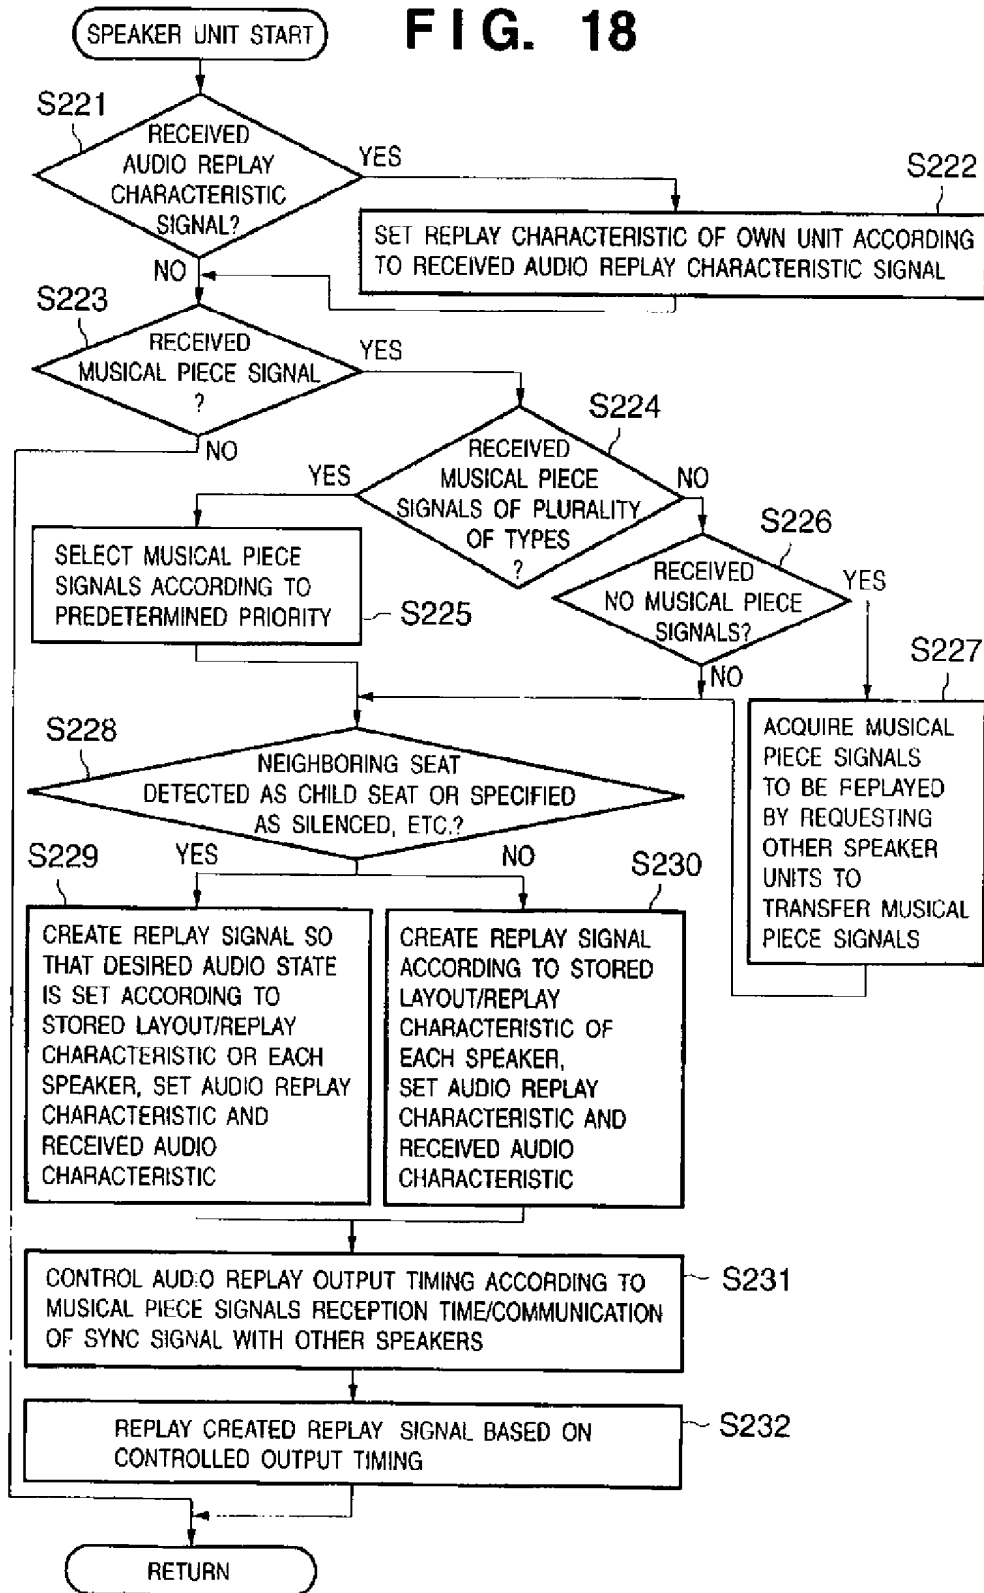 FIG. 18
SPEAKER UNIT START
S221
RECEIVED
AUDIO REPLAY
CHARACTERISTIC
SIGNAL?
YES
NO
S222
SET REPLAY CHARACTERISTIC OF OWN UNIT ACCORDING
TO RECEIVED AUDIO REPLAY CHARACTERISTIC SIGNAL
S223
RECEIVED
MUSICAL PIECE SIGNAL
?
YES
NO
S224
RECEIVED
MUSICAL PIECE
SIGNALS OF PLURALITY
OF TYPES
?
YES
NO
SELECT MUSICAL PIECE
SIGNALS ACCORDING TO
PREDETERMINED PRIORITY
S225
S226
RECEIVED
NO MUSICAL PIECE
SIGNALS?
YES
NO
S227
ACQUIRE MUSICAL
PIECE SIGNALS
TO BE REPLAYED
BY REQUESTING
OTHER SPEAKER
UNITS TO
TRANSFER MUSICAL
PIECE SIGNALS
S228
NEIGHBORING SEAT
DETECTED AS CHILD SEAT OR SPECIFIED
AS SILENCED, ETC.?
YES
NO
S229
CREATE REPLAY SIGNAL SO
THAT DESIRED AUDIO STATE
IS SET ACCORDING TO
STORED LAYOUT/REPLAY
CHARACTERISTIC OR EACH
SPEAKER, SET AUDIO REPLAY
CHARACTERISTIC AND
RECEIVED AUDIO
CHARACTERISTIC
S230
CREATE REPLAY SIGNAL
ACCORDING TO STORED
LAYOUT/REPLAY
CHARACTERISTIC OF
EACH SPEAKER,
SET AUDIO REPLAY
CHARACTERISTIC AND
RECEIVED AUDIO
CHARACTERISTIC
CONTROL AUDIO REPLAY OUTPUT TIMING ACCORDING TO
MUSICAL PIECE SIGNALS RECEPTION TIME/COMMUNICATION
OF SYNC SIGNAL WITH OTHER SPEAKERS
S231
REPLAY CREATED REPLAY SIGNAL BASED ON
CONTROLLED OUTPUT TIMING
S232
RETURN